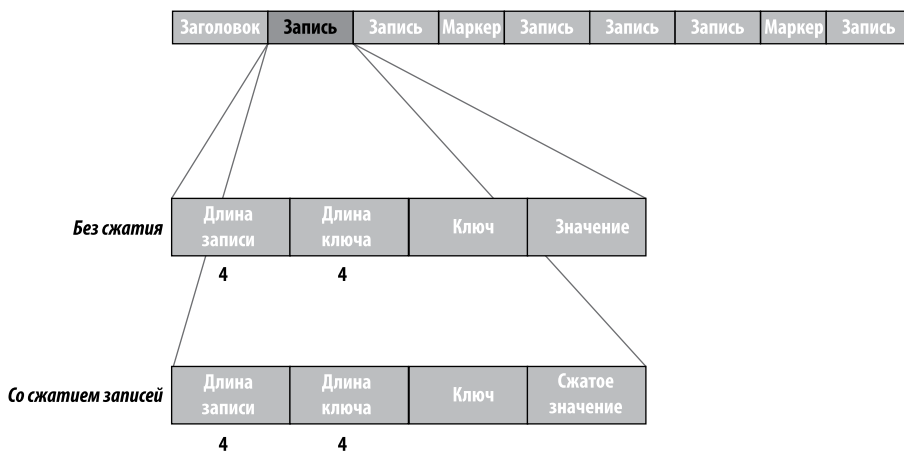 Заголовок Запись Запись Маркер Запись Запись Запись Маркер Запись
Без сжатия
Длина записи
Длина ключа
Ключ
Значение
4 4
Со сжатием записей
Длина записи
Длина ключа
Ключ
Сжатое значение
4 4